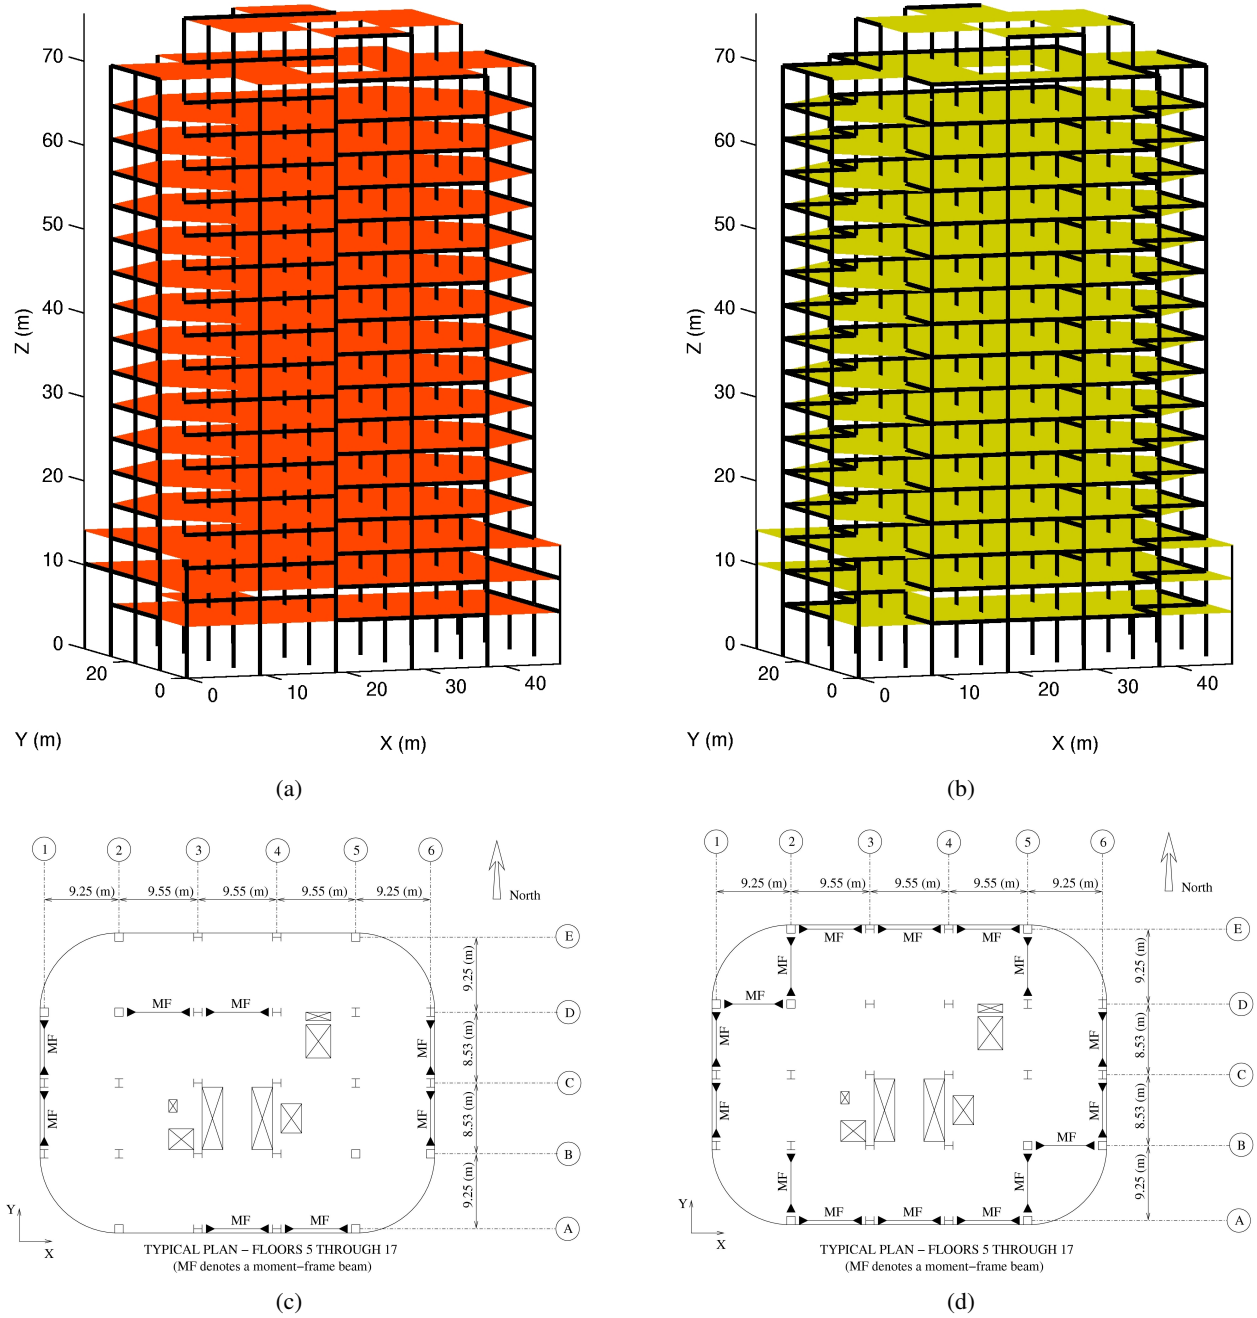 70
60
50
40
30
20
10
0
Z (m)
20
0
0
10
20
30
40
Y (m)
X (m)
(a)
70
60
50
40
30
20
10
0
Z (m)
20
0
0
10
20
30
40
Y (m)
X (m)
(b)
1 2 3 4 5 6
9.25 (m) 9.55 (m) 9.55 (m) 9.55 (m) 9.25 (m)
North
E
9.25 (m)
MF MF
D
MF MF
8.53 (m)
C
MF MF
8.53 (m)
B
9.25 (m)
MF MF
A
Y
X
TYPICAL PLAN – FLOORS 5 THROUGH 17
(MF denotes a moment–frame beam)
(c)
1 2 3 4 5 6
9.25 (m) 9.55 (m) 9.55 (m) 9.55 (m) 9.25 (m)
North
E
MF MF MF
MF MF
9.25 (m)
MF
D
MF MF
8.53 (m)
C
MF MF
8.53 (m)
MF
B
MF MF
9.25 (m)
MF MF MF
A
Y
X
TYPICAL PLAN – FLOORS 5 THROUGH 17
(MF denotes a moment–frame beam)
(d)